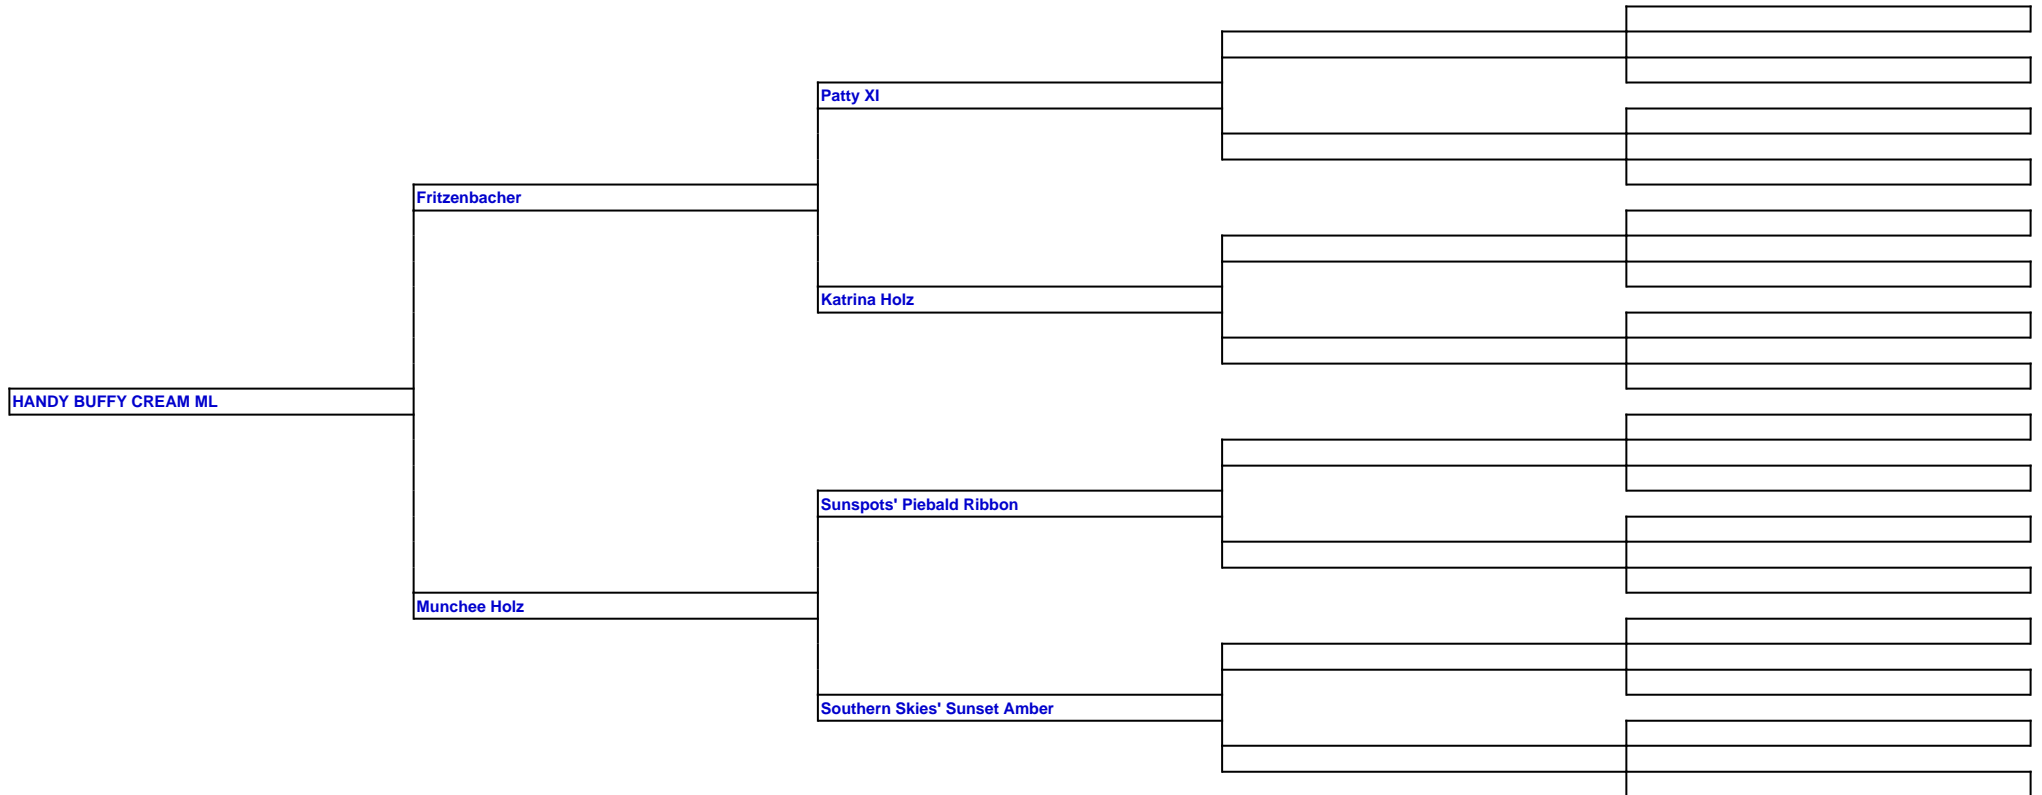 Patty XI
Fritzenbacher
Katrina Holz
HANDY BUFFY CREAM ML
Sunspots' Piebald Ribbon
Munchee Holz
Southern Skies' Sunset Amber